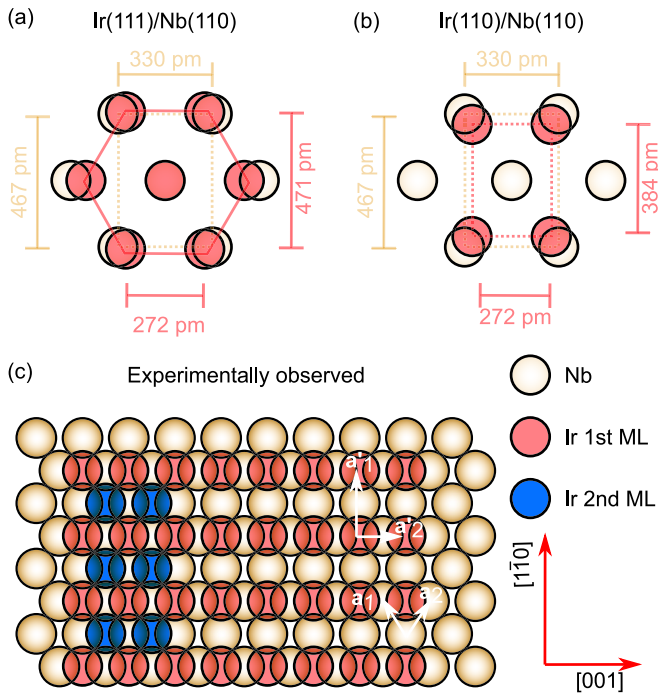 (a) Ir(111)/Nb(110)
330 pm
467 pm
471 pm
272 pm
(b) Ir(110)/Nb(110)
330 pm
467 pm
384 pm
272 pm
(c) Experimentally observed
a'1
a'2
a1
a2
Nb
Ir 1st ML
Ir 2nd ML
[11̅0]
[001]